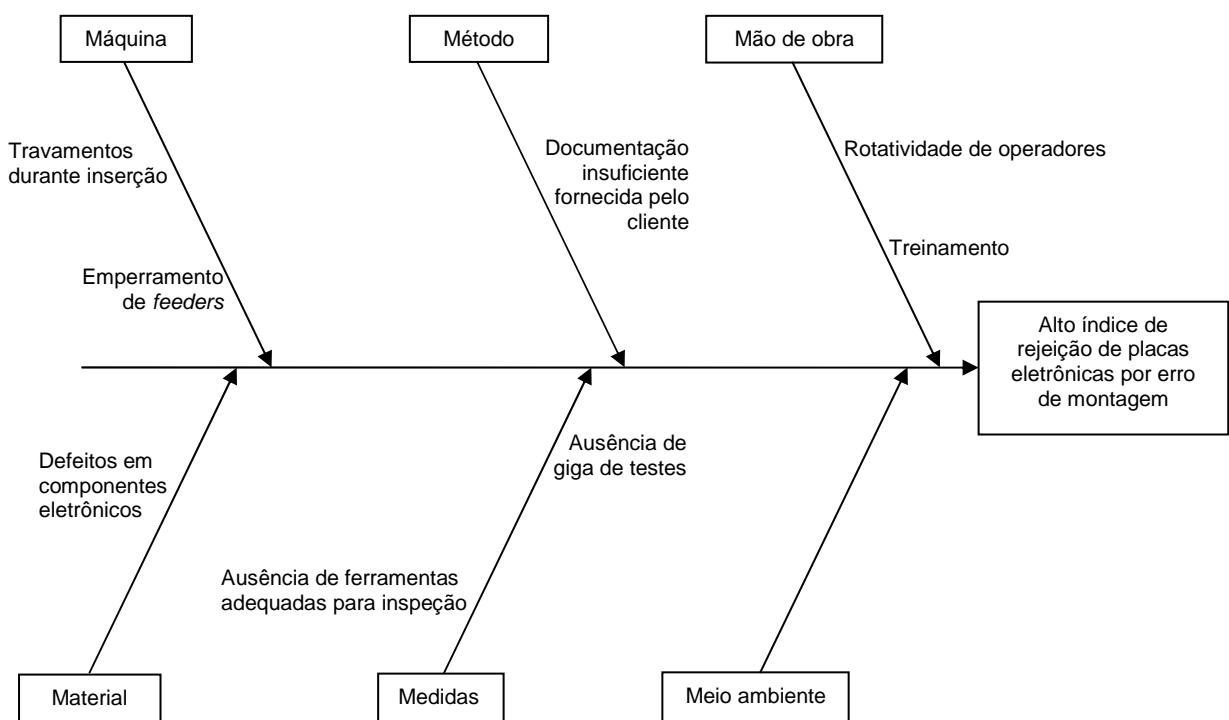 Máquina
Método
Mão de obra
Travamentos
durante inserção
Emperramento
de feeders
Documentação
insuficiente
fornecida pelo
cliente
Rotatividade de operadores
Treinamento
Alto índice de
rejeição de placas
eletrônicas por erro
de montagem
Defeitos em
componentes
eletrônicos
Ausência de
giga de testes
Ausência de ferramentas
adequadas para inspeção
Material
Medidas
Meio ambiente